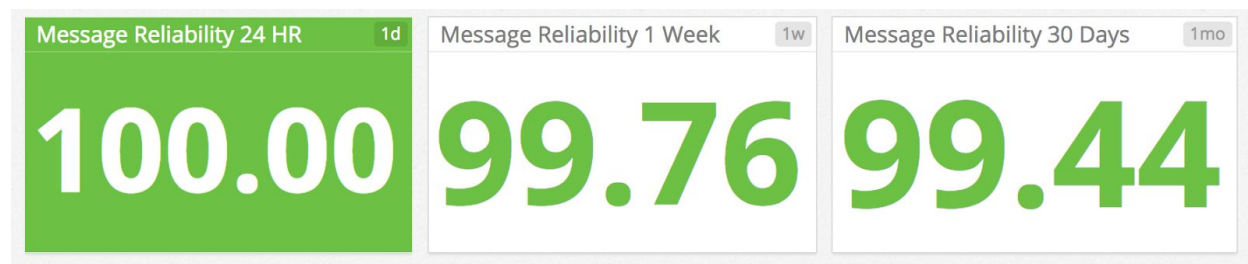 Message Reliability 24 HR 1d
100.00
Message Reliability 1 Week 1w
99.76
Message Reliability 30 Days 1mo
99.44